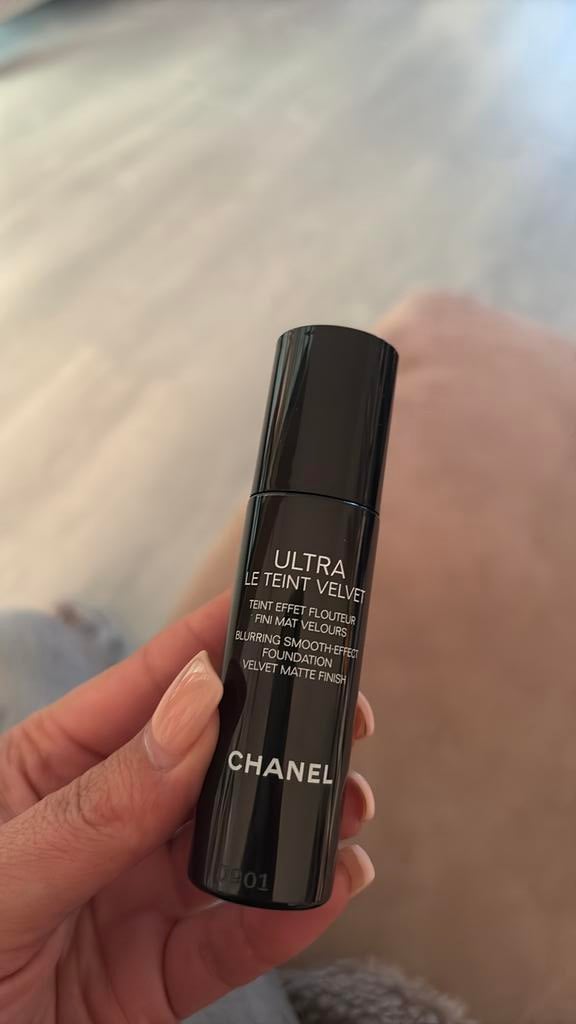 ULTRA
LE TEINT VELVET
TEINT EFFET FLOUTEUR
FINI MAT VELOURS
BLURRING SMOOTH-EFFECT
FOUNDATION
VELVET MATTE FINISH
CHANEL